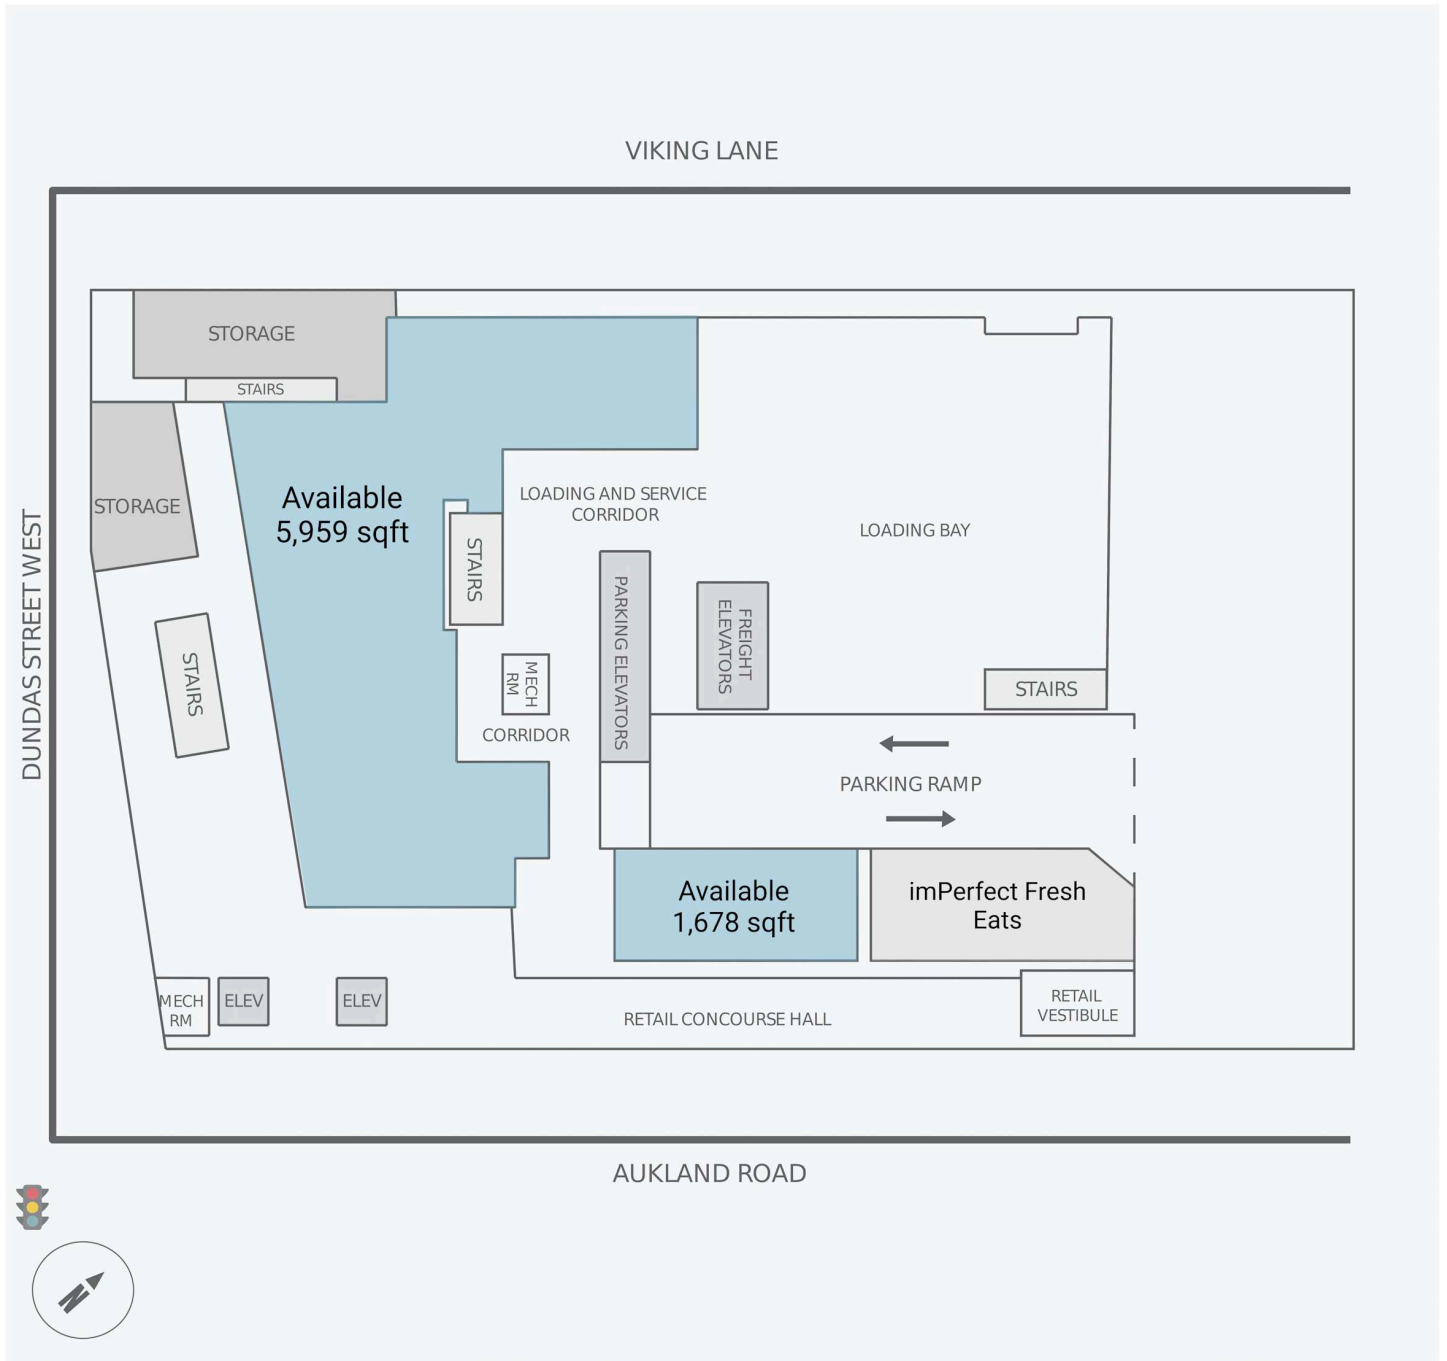 VIKING LANE
STORAGE
STAIRS
STORAGE
Available
5,959 sqft
LOADING AND SERVICE
CORRIDOR
LOADING BAY
STAIRS
PARKING ELEVATORS
FREIGHT
ELEVATORS
DUNDAS STREET WEST
STAIRS
MECH
RM
STAIRS
CORRIDOR
PARKING RAMP
Available
1,678 sqft
imPerfect Fresh
Eats
MECH
RM
ELEV
ELEV
RETAIL CONCOURSE HALL
RETAIL
VESTIBULE
AUKLAND ROAD
N